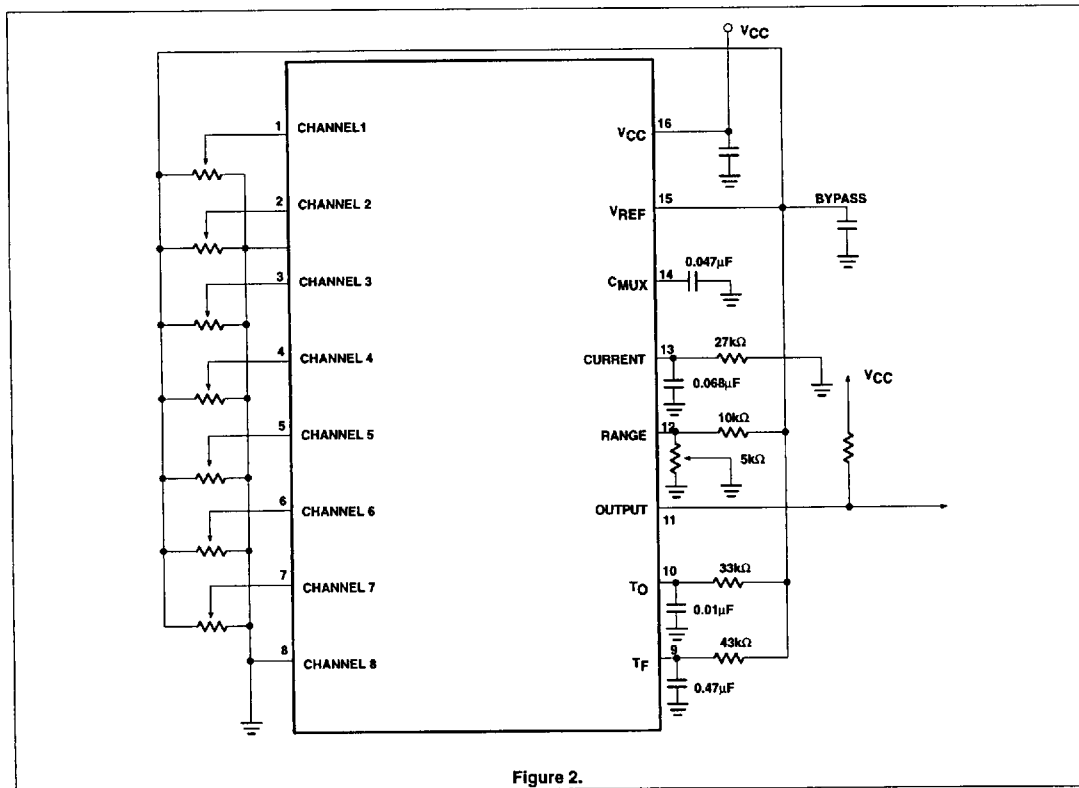 VCC
1 CHANNEL1
2 CHANNEL 2
3 CHANNEL 3
4 CHANNEL 4
5 CHANNEL 5
6 CHANNEL 6
7 CHANNEL 7
8 CHANNEL 8
VCC 16
VREF 15
BYPASS
CMUX 14
0.047µF
CURRENT 13
27kΩ
0.068µF
VCC
RANGE 12
10kΩ
5kΩ
OUTPUT 11
TO 10
33kΩ
0.01µF
TF 9
43kΩ
0.47µF
Figure 2.